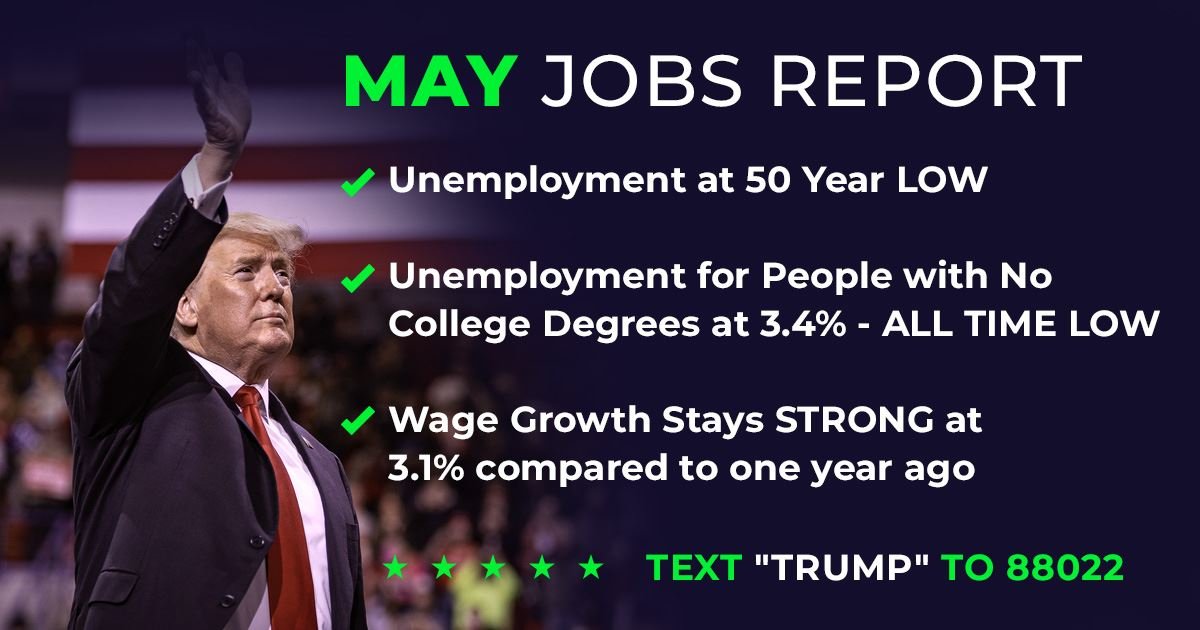 MAY JOBS REPORT
Unemployment at 50 Year LOW
Unemployment for People with No
College Degrees at 3.4% - ALL TIME LOW
Wage Growth Stays STRONG at
3.1% compared to one year ago
TEXT "TRUMP" TO 88022